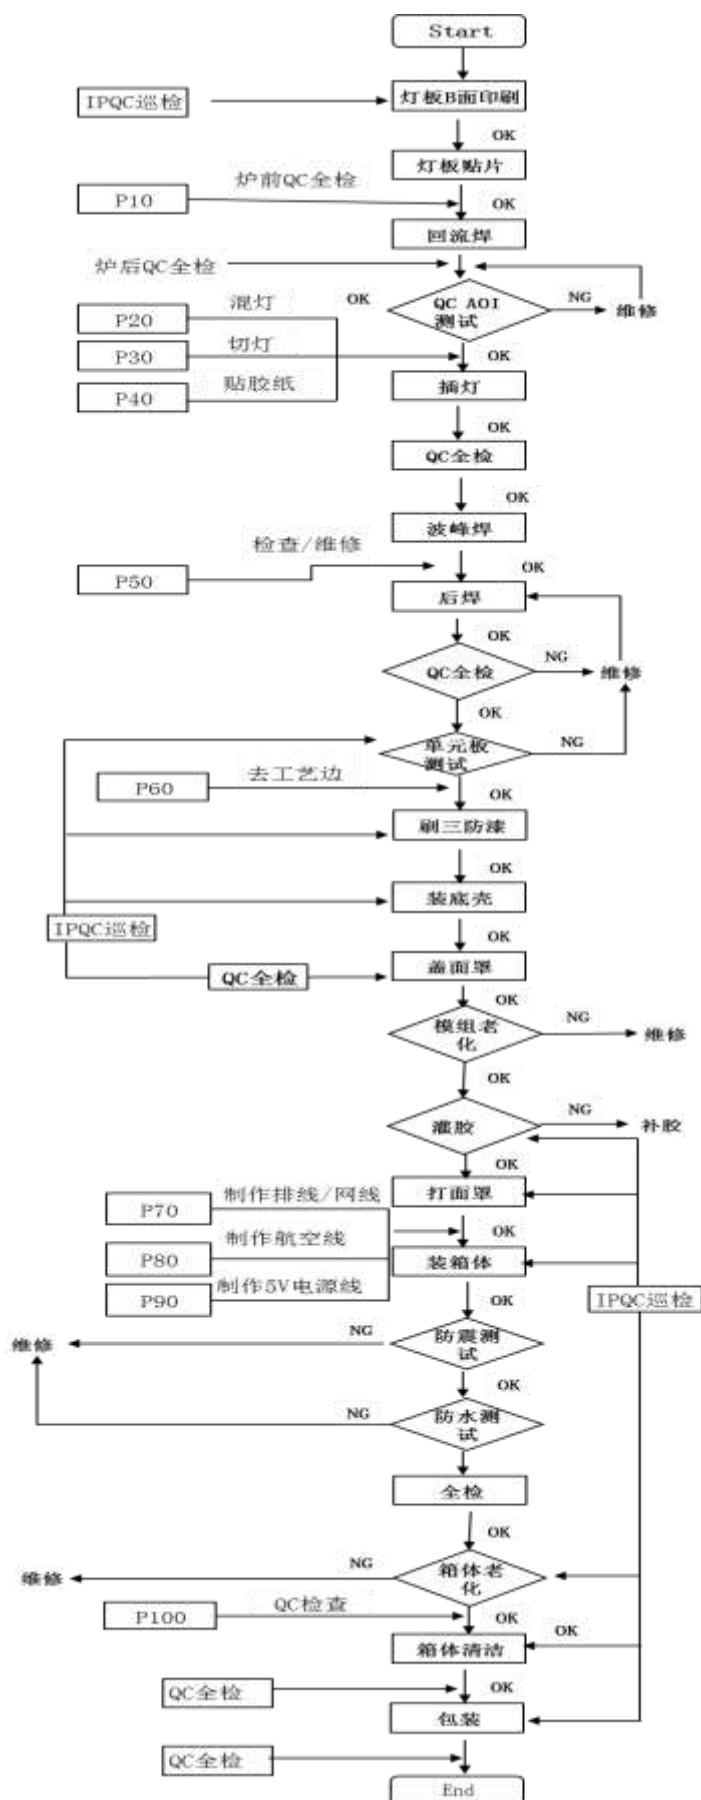 Start
IPQC巡检
灯板B面印刷
OK
灯板贴片
炉前QC全检
P10
OK
回流焊
炉后QC全检
OK
QC AOI
测试
NG
维修
混灯
P20
切灯
P30
OK
贴胶纸
P40
插灯
OK
QC全检
OK
波峰焊
检查/维修
P50
OK
后焊
OK
QC全检
NG
维修
OK
单元板
测试
NG
去工艺边
P60
OK
刷三防漆
OK
装底壳
IPQC巡检
OK
QC全检
盖面罩
OK
模组老
化
NG
维修
OK
灌胶
NG
补胶
OK
制作排线/网线
P70
打面罩
OK
制作航空线
P80
装箱体
制作5V电源线
P90
IPQC巡检
OK
维修
NG
防震测
试
OK
NG
防水测
试
全检
OK
维修
NG
箱体老
化
QC检查
P100
OK
OK
箱体清洁
QC全检
OK
包装
QC全检
End